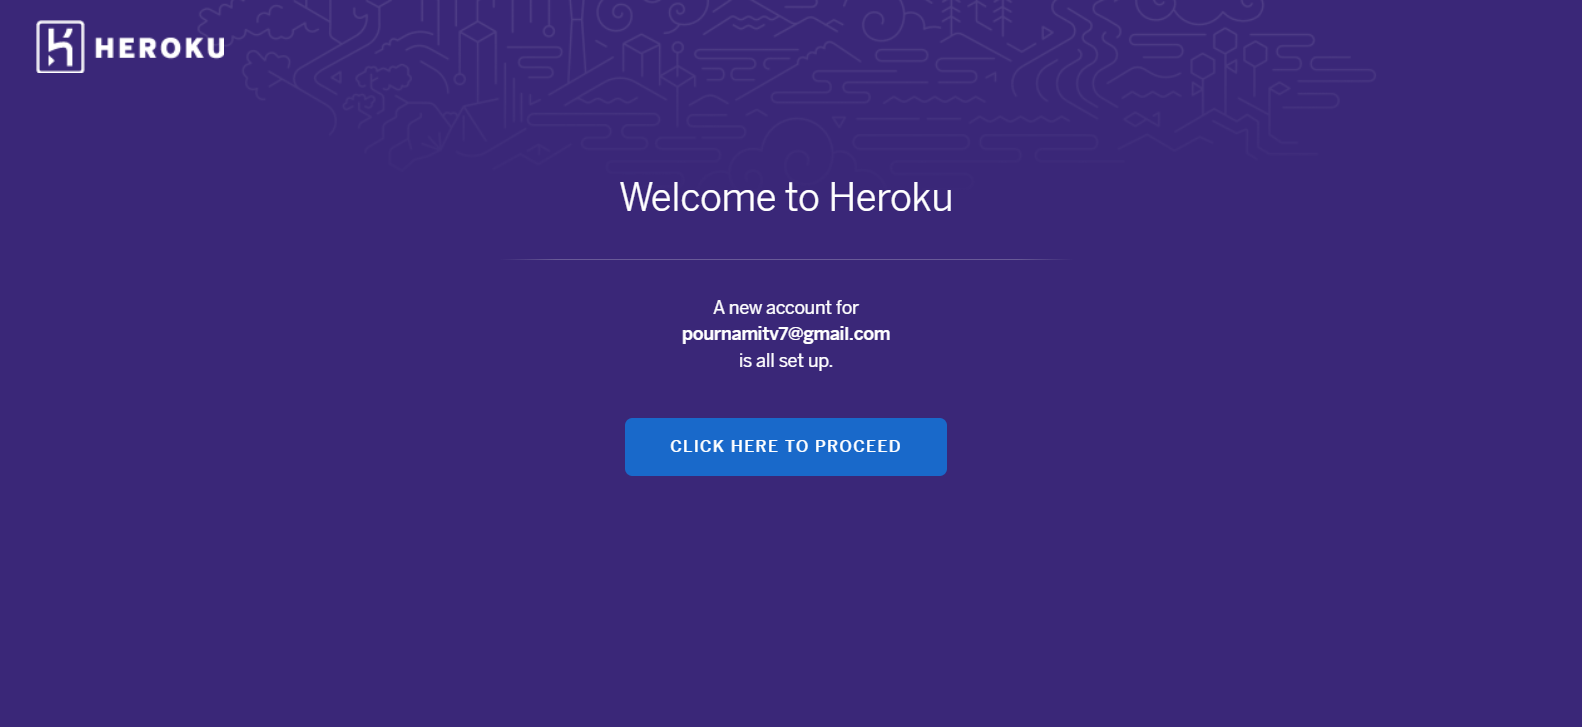 HEROKU
Welcome to Heroku
A new account for
pournamitv7@gmail.com
is all set up.
CLICK HERE TO PROCEED